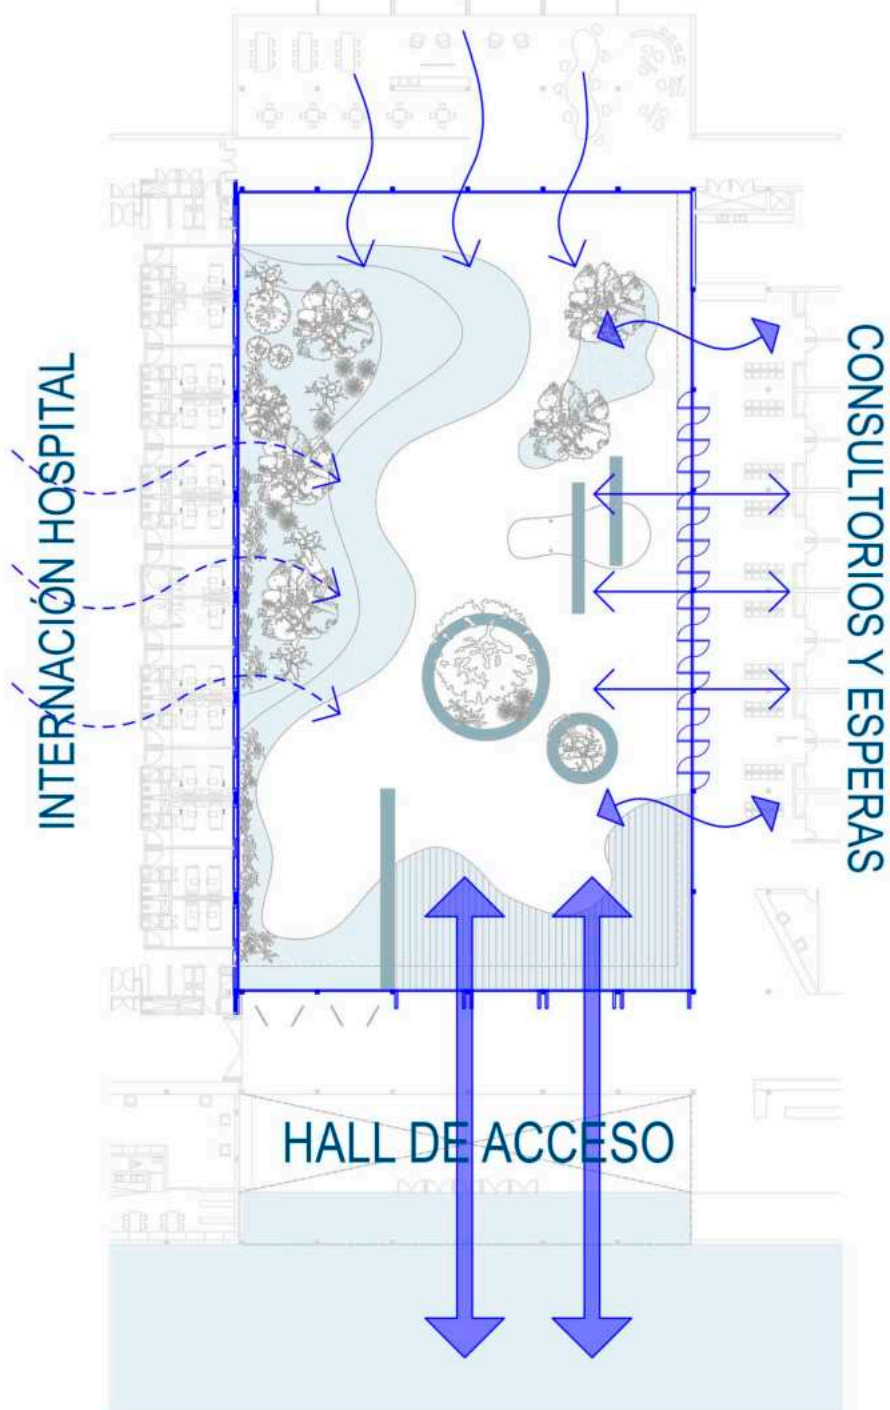 INTERNACIÓN HOSPITAL
CONSULTORIOS Y ESPERAS
HALL DE ACCESO